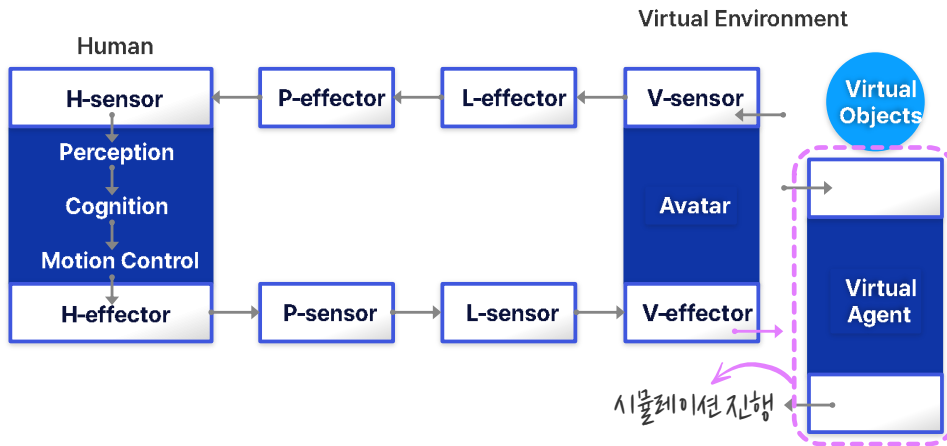 Virtual Environment
Human
H-sensor
P-effector
L-effector
V-sensor
Virtual
Objects
Perception
Cognition
Motion Control
Avatar
H-effector
P-sensor
L-sensor
V-effector
Virtual
Agent
시뮬레이션 진행